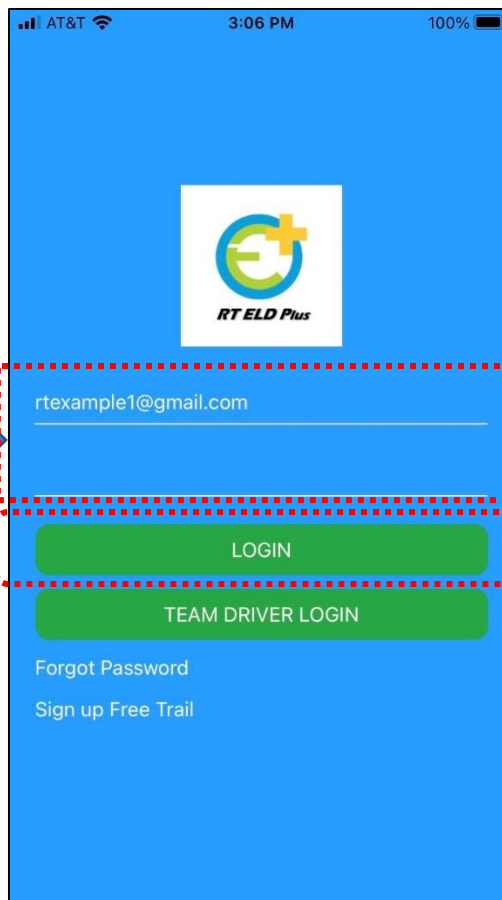 AT&T 3:06 PM 100%
RT ELD Plus
rtexample1@gmail.com
LOGIN
TEAM DRIVER LOGIN
Forgot Password
Sign up Free Trail